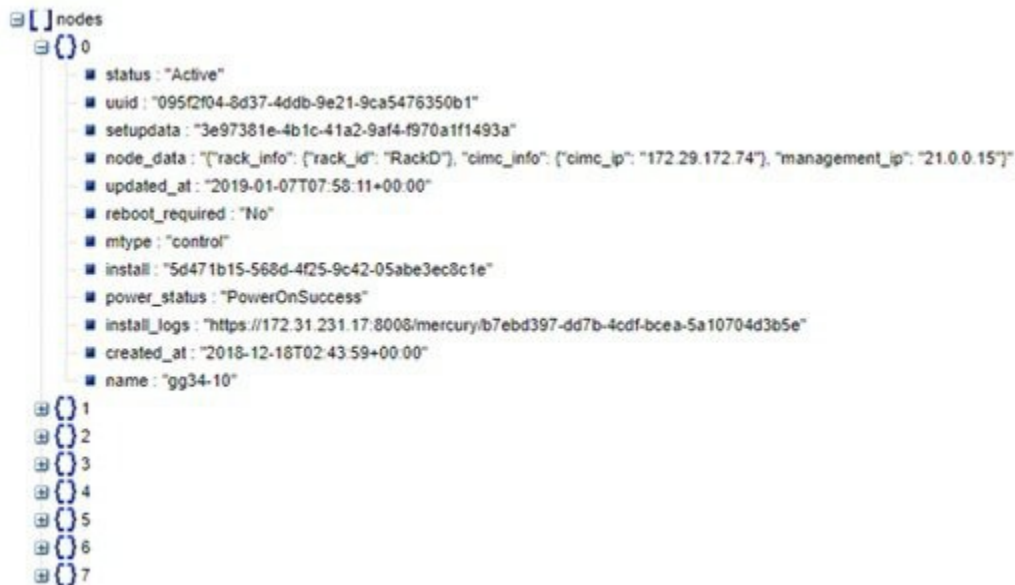 [ ] nodes
{} 0
status : "Active"
uuid : "095f2f04-8d37-4ddb-9e21-9ca5476350b1"
setupdata : "3e97381e-4b1c-41a2-9af4-f970a1f1493a"
node_data : "{"rack_info": {"rack_id": "RackD"}, "cimc_info": {"cimc_ip": "172.29.172.74"}, "management_ip": "21.0.0.15"}"
updated_at : "2019-01-07T07:58:11+00:00"
reboot_required : "No"
mtype : "control"
install : "5d471b15-568d-4f25-9c42-05abe3ec8c1e"
power_status : "PowerOnSuccess"
install_logs : "https://172.31.231.17:8008/mercury/b7ebd397-dd7b-4cdf-bcea-5a10704d3b5e"
created_at : "2018-12-18T02:43:59+00:00"
name : "gg34-10"
{} 1
{} 2
{} 3
{} 4
{} 5
{} 6
{} 7